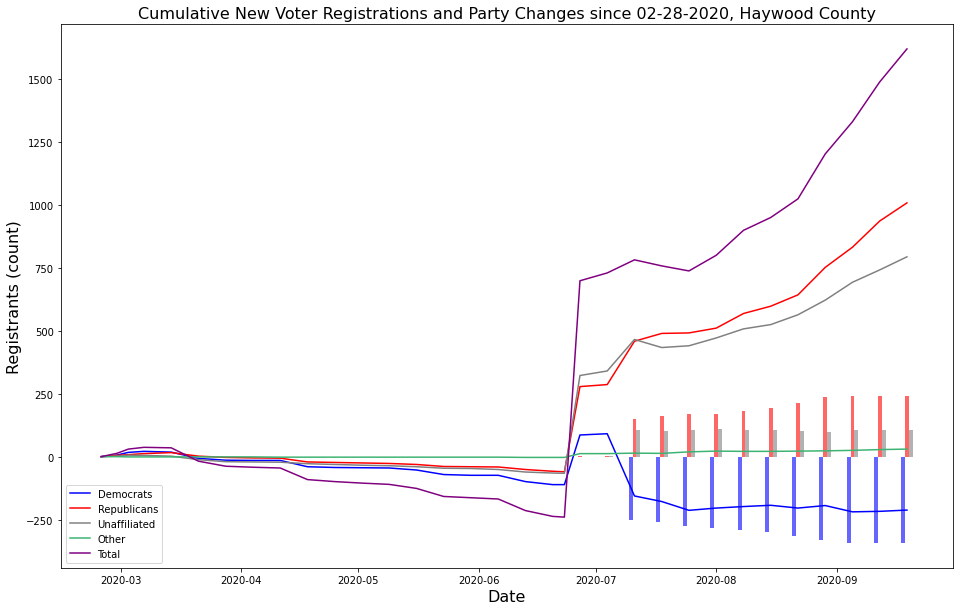 Cumulative New Voter Registrations and Party Changes since 02-28-2020, Haywood County
Registrants (count)
1500
1250
1000
750
500
250
0
−250
Democrats
Republicans
Unaffiliated
Other
Total
2020-03 2020-04 2020-05 2020-06 2020-07 2020-08 2020-09
Date